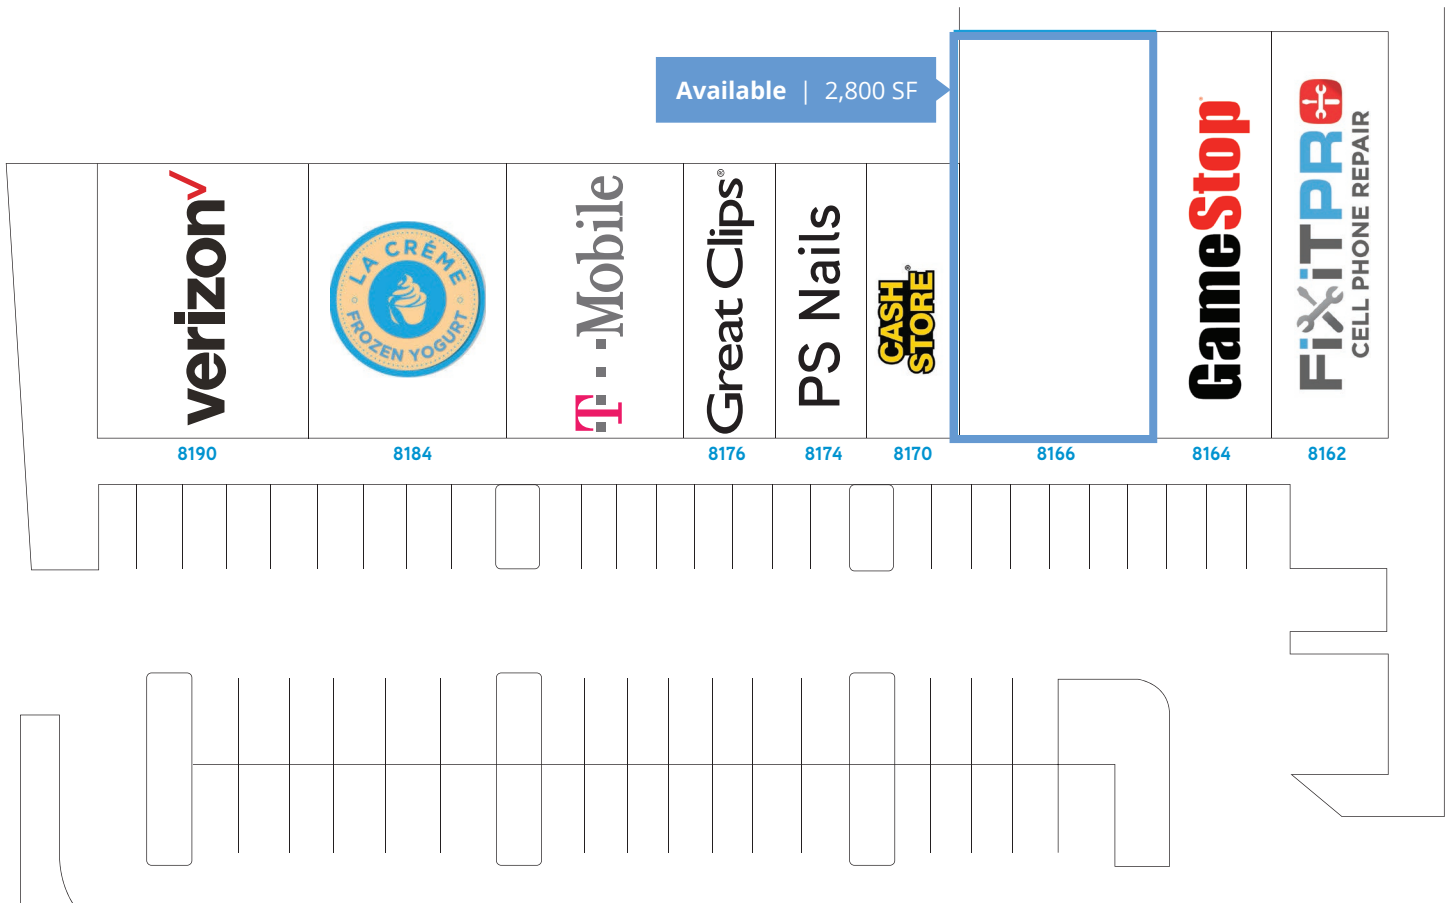 Available | 2,800 SF
verizon
LA CRÉME
FROZEN YOGURT
T··Mobile
Great Clips®
PS Nails
CASH
STORE®
GameStop
FiXiTPRO
CELL PHONE REPAIR
8190
8184
8176
8174
8170
8166
8164
8162